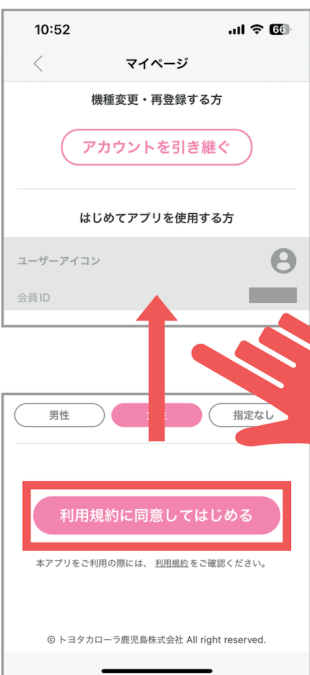 10:52 66
マイページ
機種変更・再登録する方
アカウントを引き継ぐ
はじめてアプリを使用する方
ユーザーアイコン
会員ID
男性 指定なし
利用規約に同意してはじめる
本アプリをご利用の際には、利用規約をご確認ください。
© トヨタカローラ鹿児島株式会社 All right reserved.